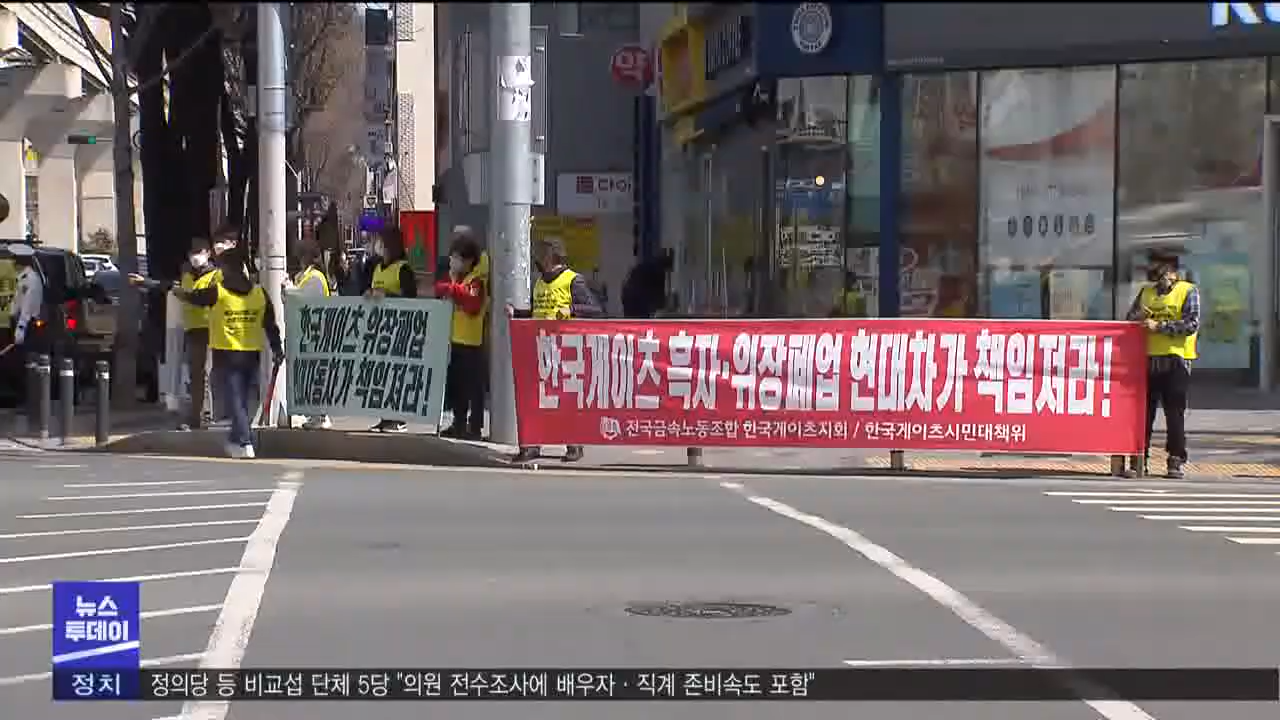 약
한국게이츠 위장폐업
현대자동차가 책임져라!
한국게이츠 흑자·위장폐업 현대차가 책임져라!
전국금속노동조합 한국게이츠지회 / 한국게이츠시민대책위
뉴스
투데이
정치 정의당 등 비교섭 단체 5당 "의원 전수조사에 배우자·직계 존비속도 포함"